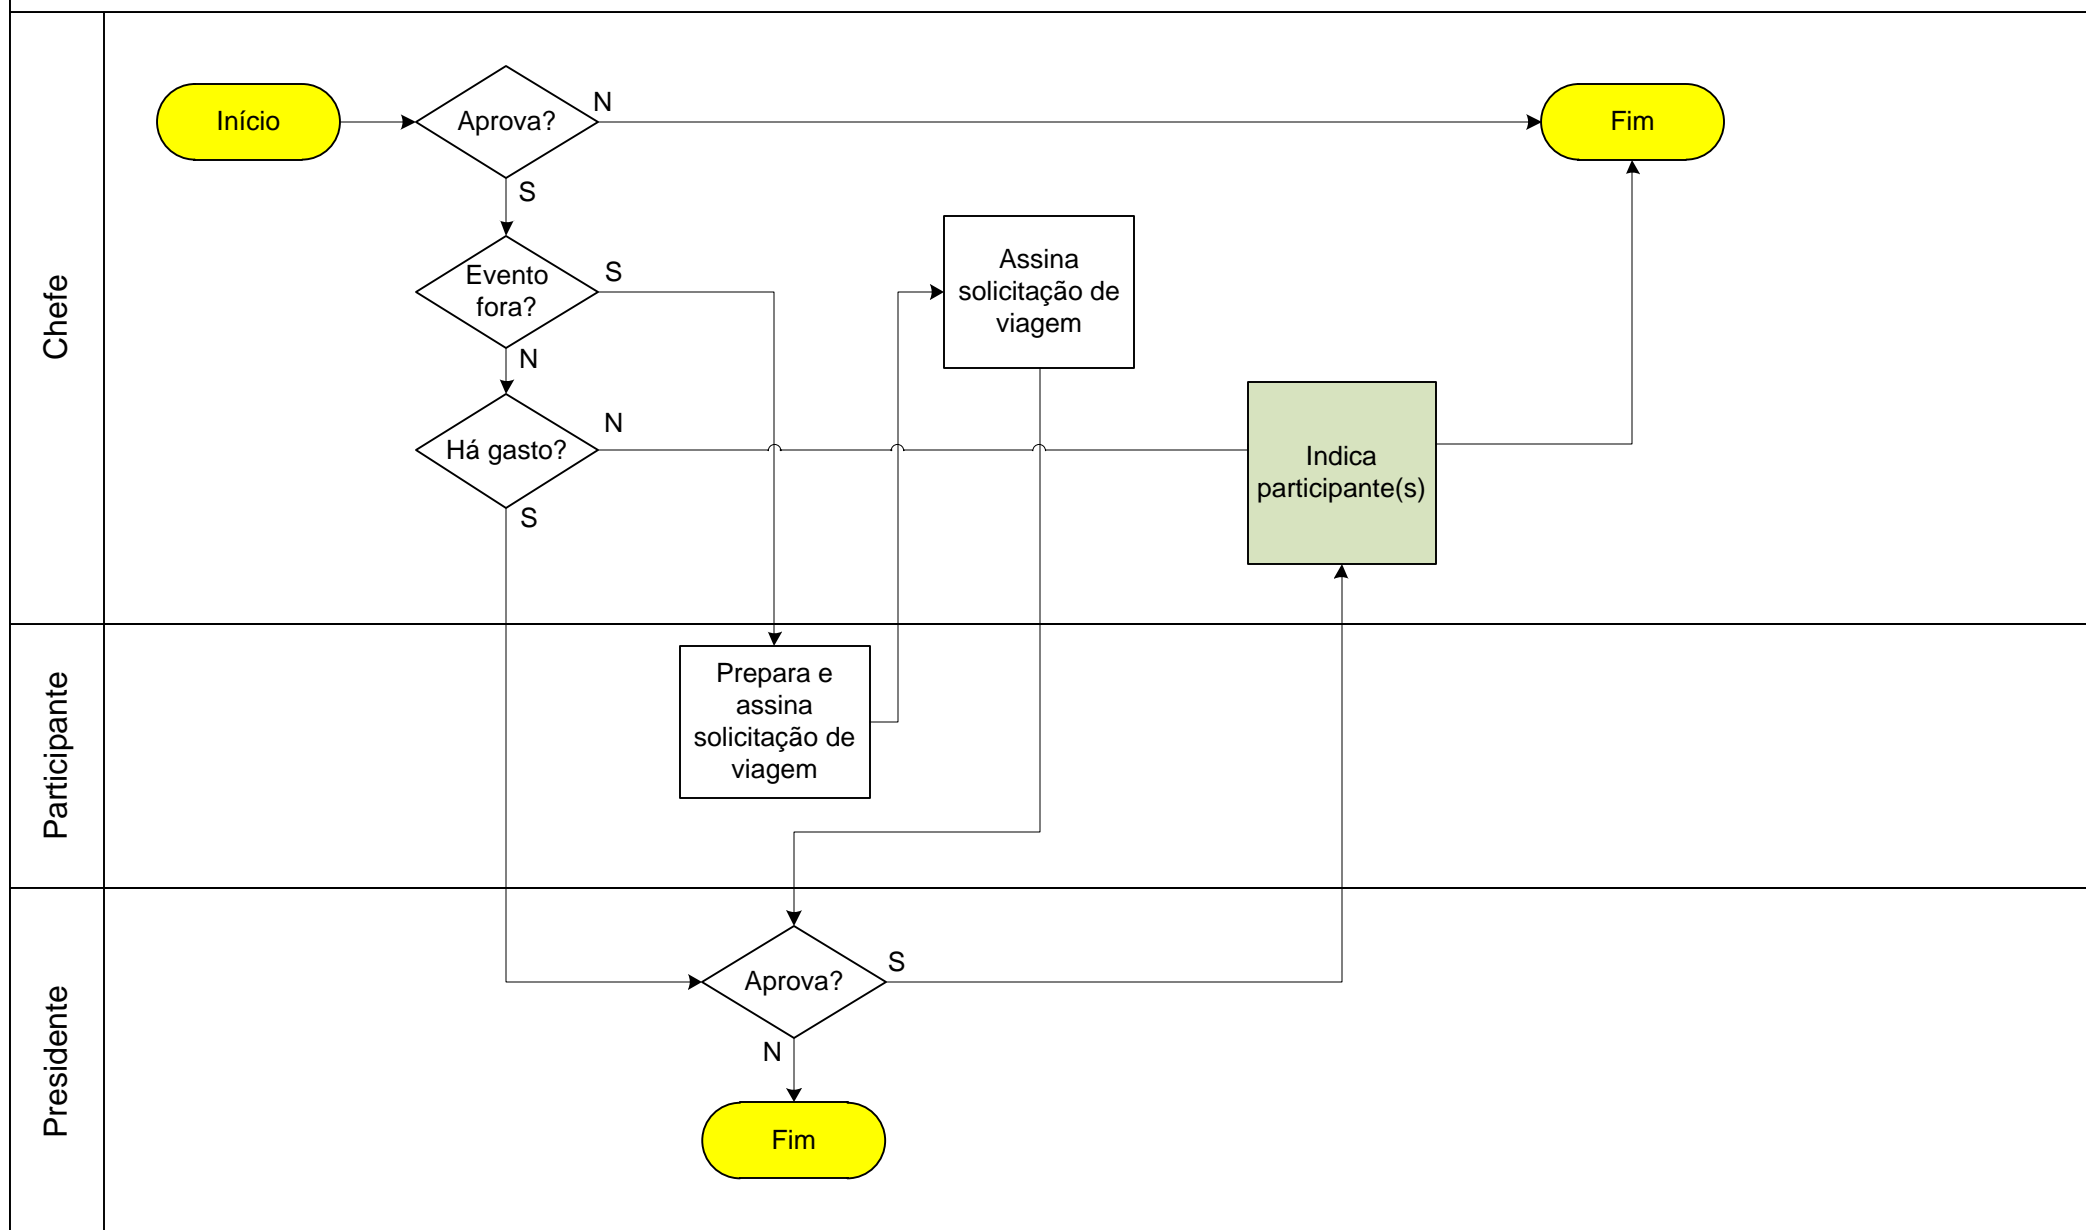 Chefe
Início
Aprova?
N
Fim
S
Evento
fora?
S
Assina
solicitação de
viagem
N
Há gasto?
N
Indica
participante(s)
S
Participante
Prepara e
assina
solicitação de
viagem
Presidente
Aprova?
S
N
Fim